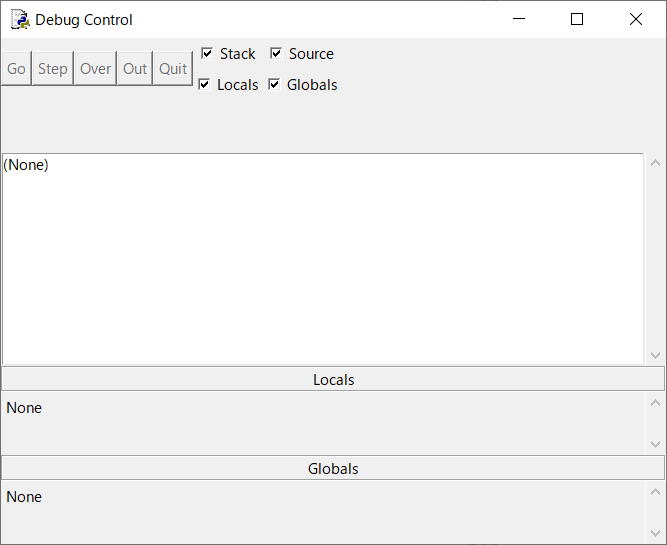 Debug Control
Go Step Over Out Quit
Stack Source
Locals Globals
(None)
Locals
None
Globals
None